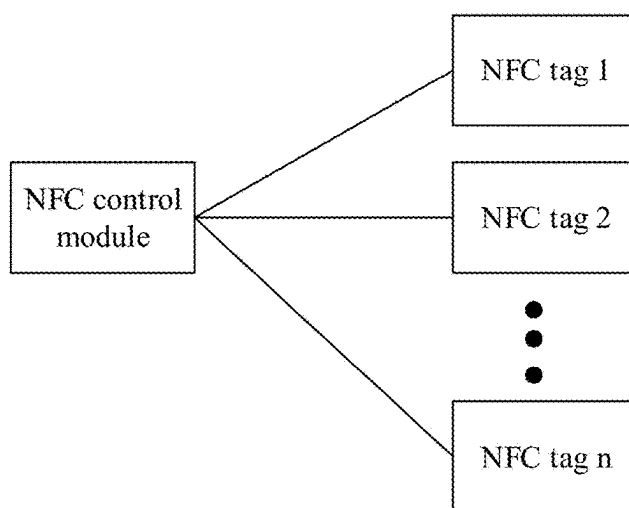 NFC tag 1
NFC control
module
NFC tag 2
NFC tag n